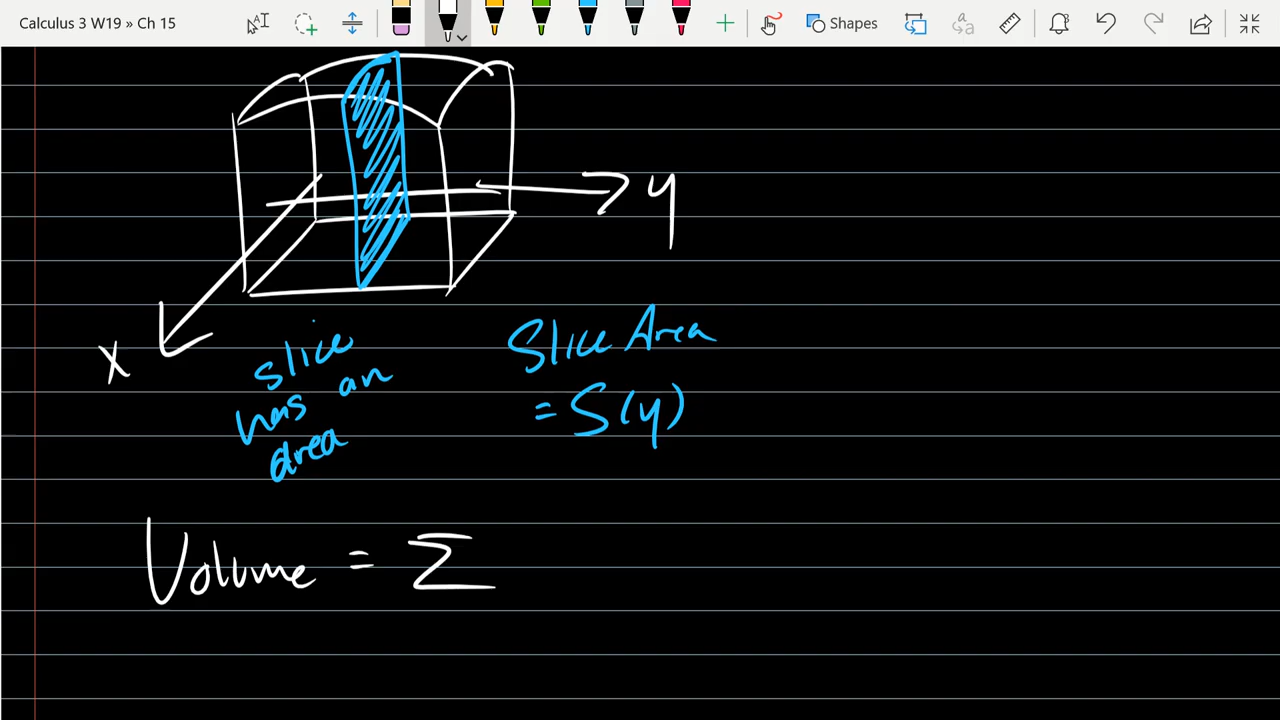 Calculus 3 W19 » Ch 15
Shapes
y
x
slice
has an
area
Slice Area
= S(y)
Volume = Σ